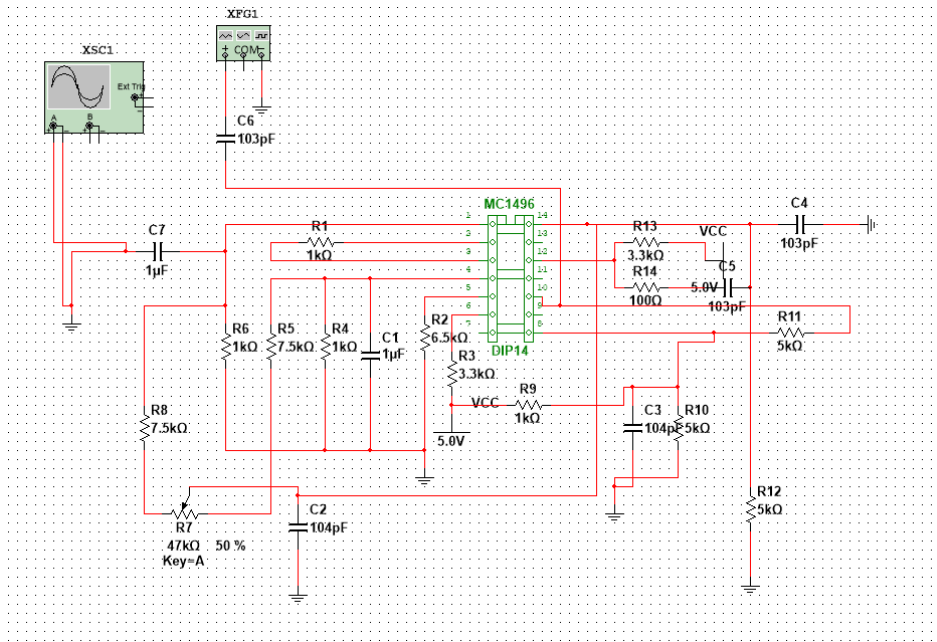 XFG1
COM
XSC1
Ext Trig
A
B
C6
103pF
MC1496
1
14
2
13
3
12
4
11
5
10
6
9
7
8
DIP14
C7
1µF
R1
1kΩ
R13
3.3kΩ
VCC
C4
103pF
R14
100Ω
5.0V
C5
103pF
R11
5kΩ
R6
1kΩ
R5
7.5kΩ
R4
1kΩ
C1
1µF
R2
6.5kΩ
R3
3.3kΩ
VCC
5.0V
R9
1kΩ
C3
104pF
R10
5kΩ
R8
7.5kΩ
R7
47kΩ 50 %
Key=A
C2
104pF
R12
5kΩ